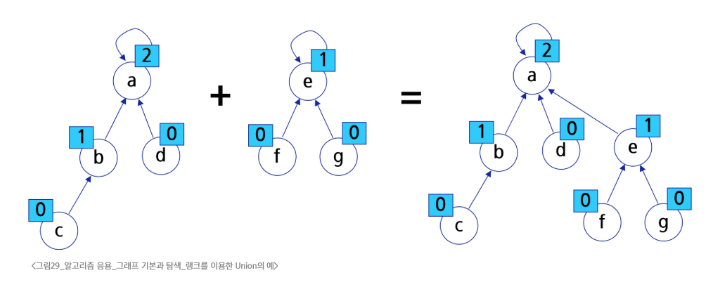 2 1 2
a e a
+ =
1 0 0 0 1 0 1
b d f g b d e
0 0 0 0
c c f g
<그림29_알고리즘 응용_그래프 기본과 탐색_랭크를 이용한 Union의 예>